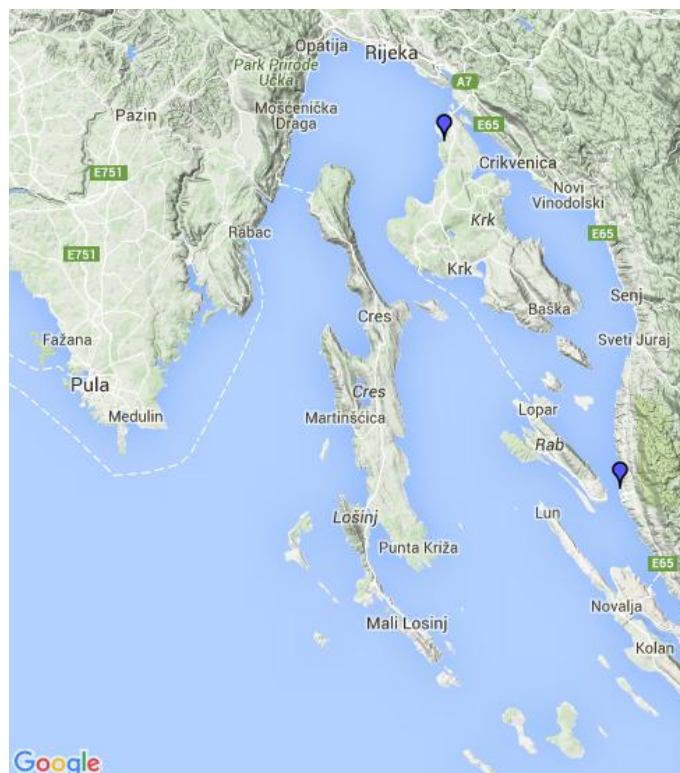 Opatija
Rijeka
Park Prirode
Učka
A7
Pazin
Mošćenička
Draga
E65
Crikvenica
E751
Novi
Vinodolski
Krk
Rabac
E65
E751
Krk
Senj
Baška
Cres
Fažana
Sveti Juraj
Pula
Cres
Medulin
Martinšćica
Lopar
Rab
Lošinj
Lun
Punta Križa
E65
Novalja
Mali Losinj
Kolan
Google